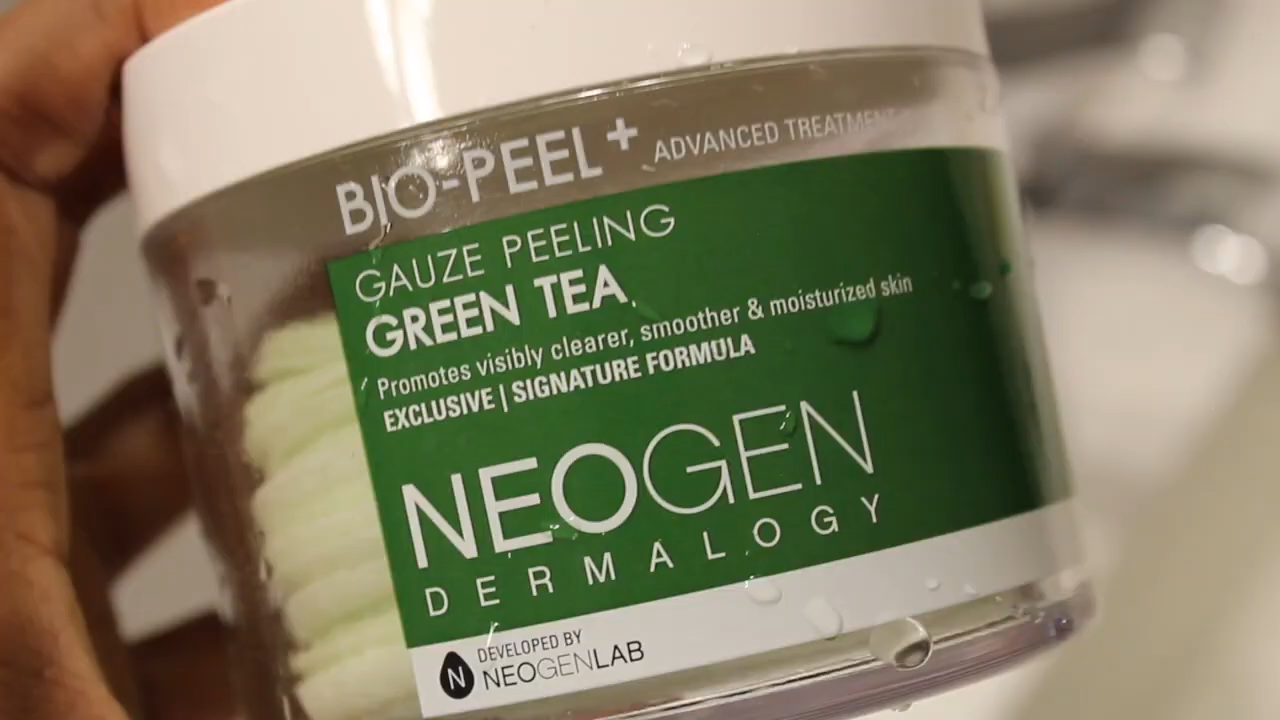 BIO-PEEL+ ADVANCED TREATMENT
GAUZE PEELING
GREEN TEA
Promotes visibly clearer, smoother & moisturized skin
EXCLUSIVE | SIGNATURE FORMULA
NEOGEN
DERMALOGY
N DEVELOPED BY
NEOGENLAB